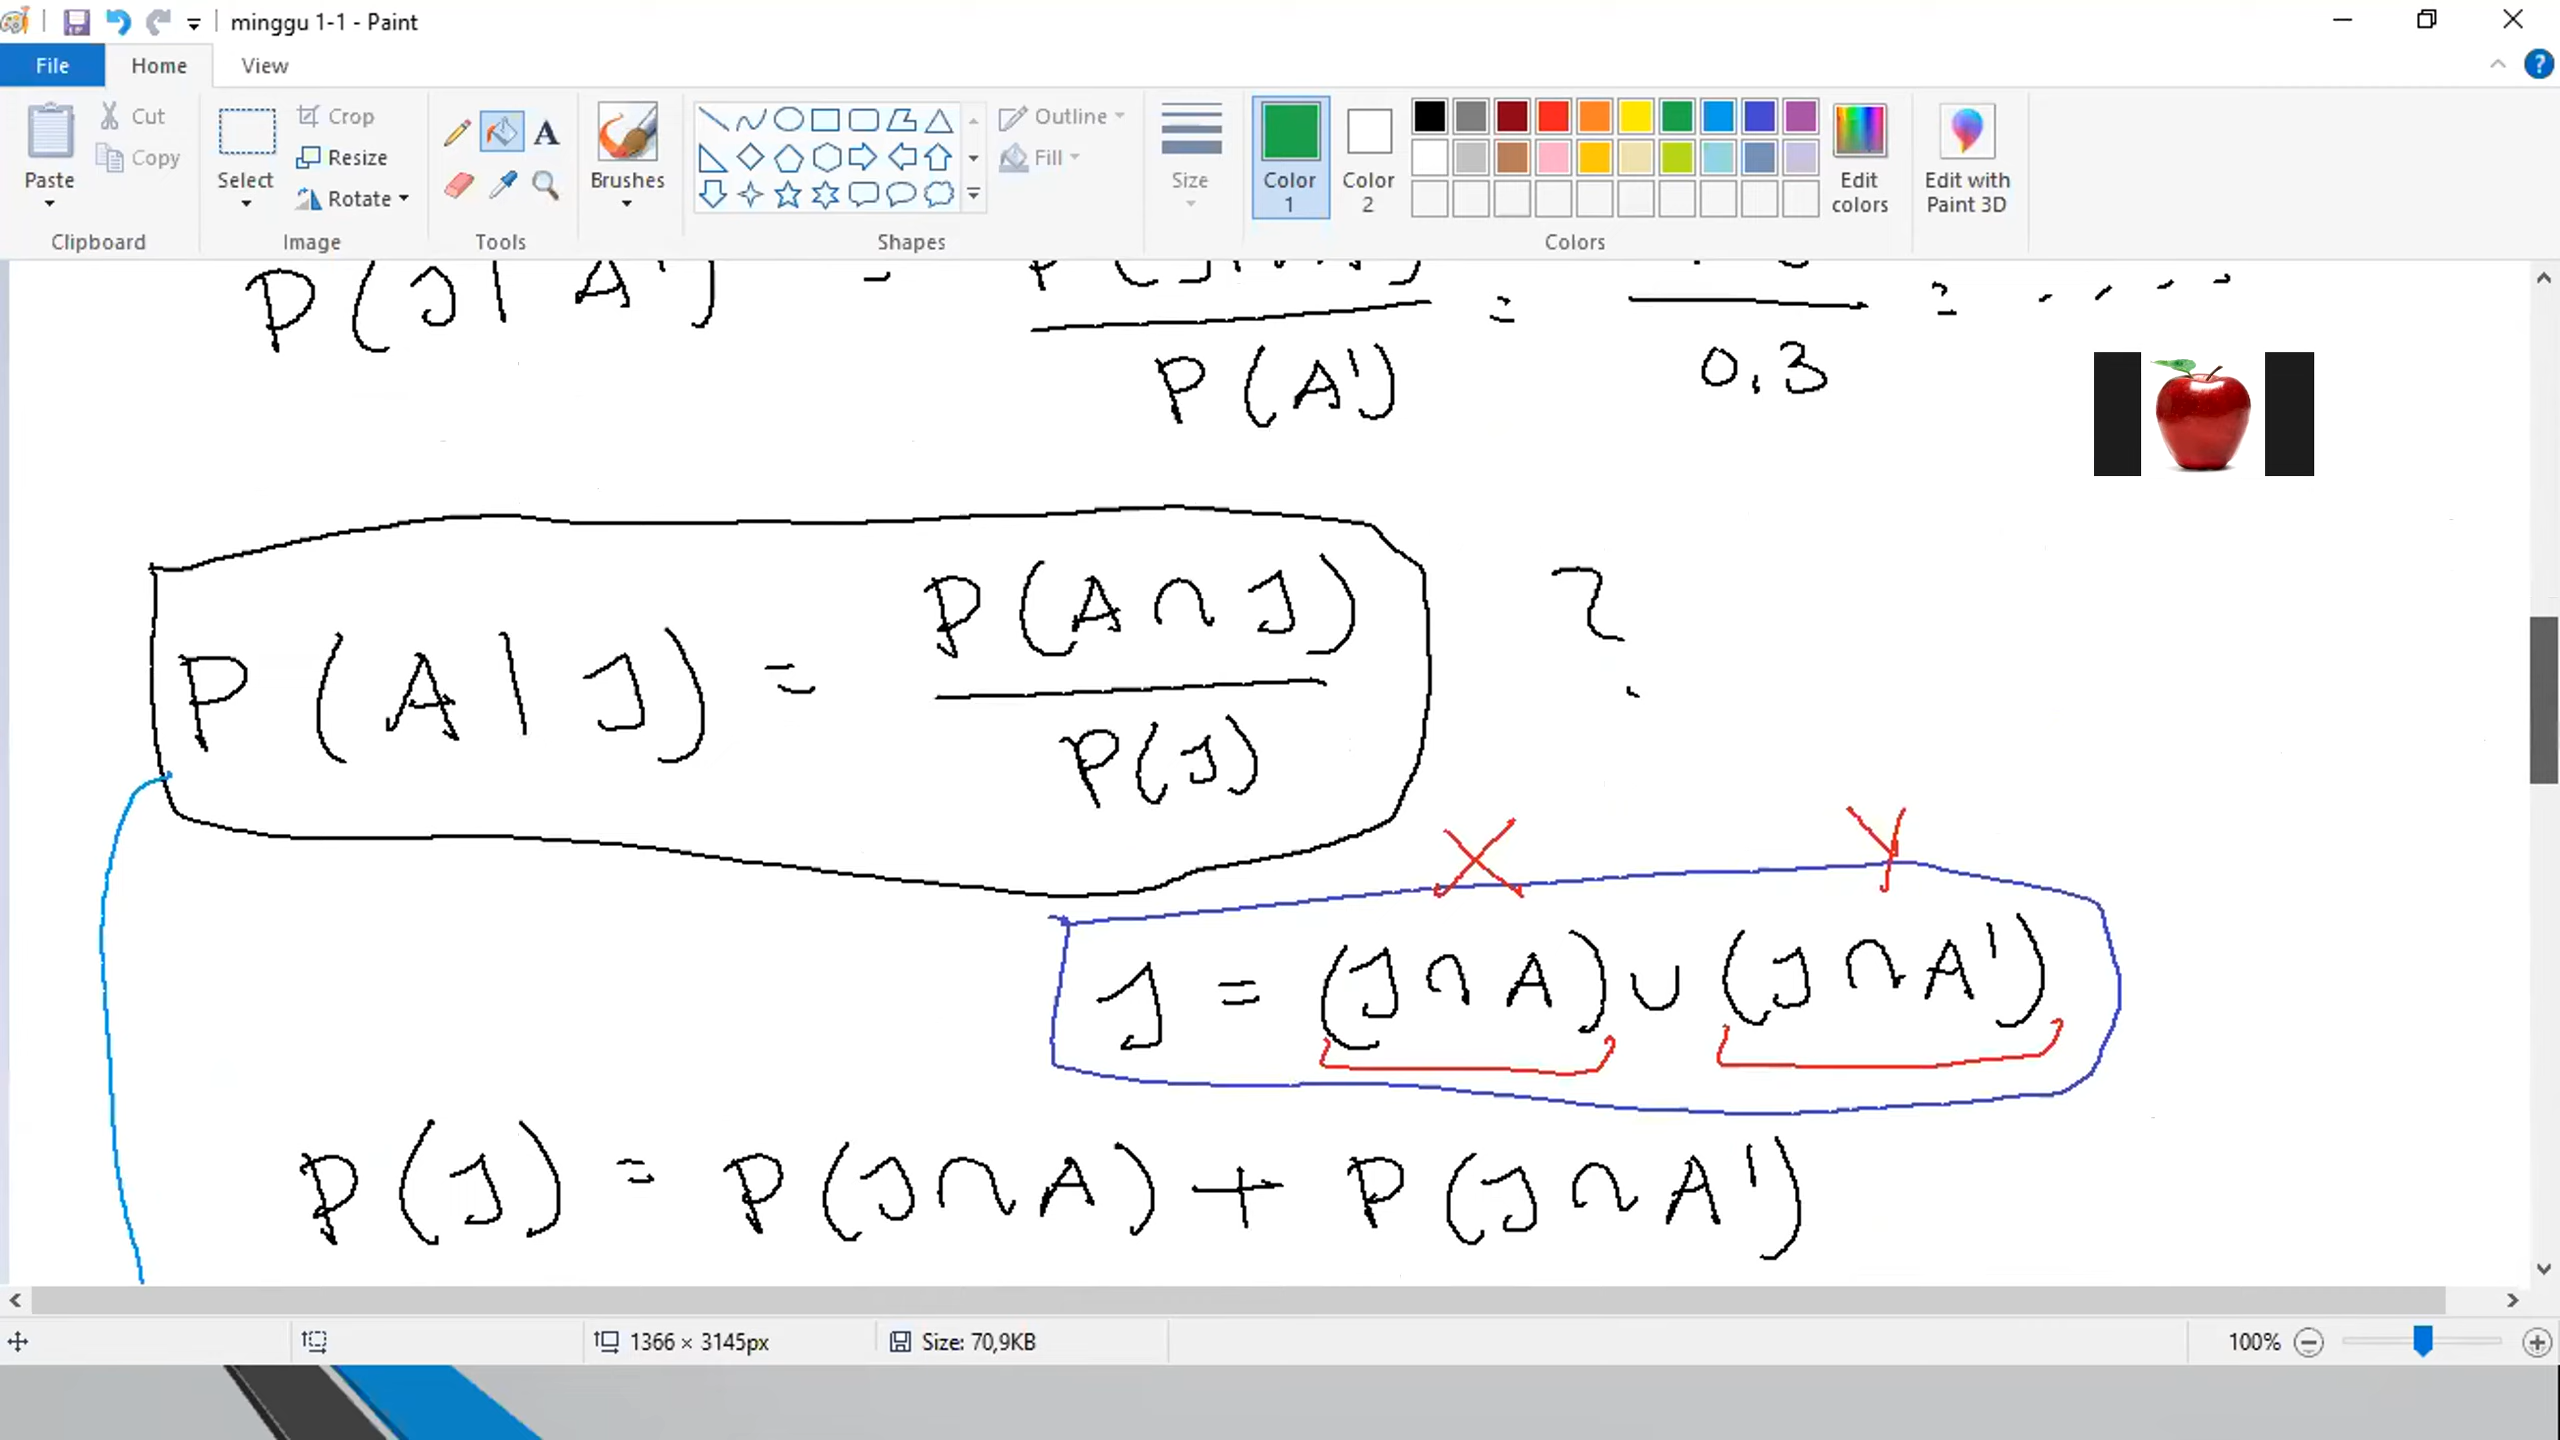 minggu 1-1 - Paint
File Home View
Paste Cut Copy Select Crop Resize Rotate A Brushes Outline Fill Size Color 1 Color 2 Edit colors Edit with Paint 3D
Clipboard Image Tools Shapes Colors
P(J|A') = P(J∩A') / P(A') = / 0.3 = ....
P(A|J) = P(A∩J) / P(J) ?
X Y
J = (J∩A) ∪ (J∩A')
P(J) = P(J∩A) + P(J∩A')
1366 × 3145px Size: 70,9KB 100%